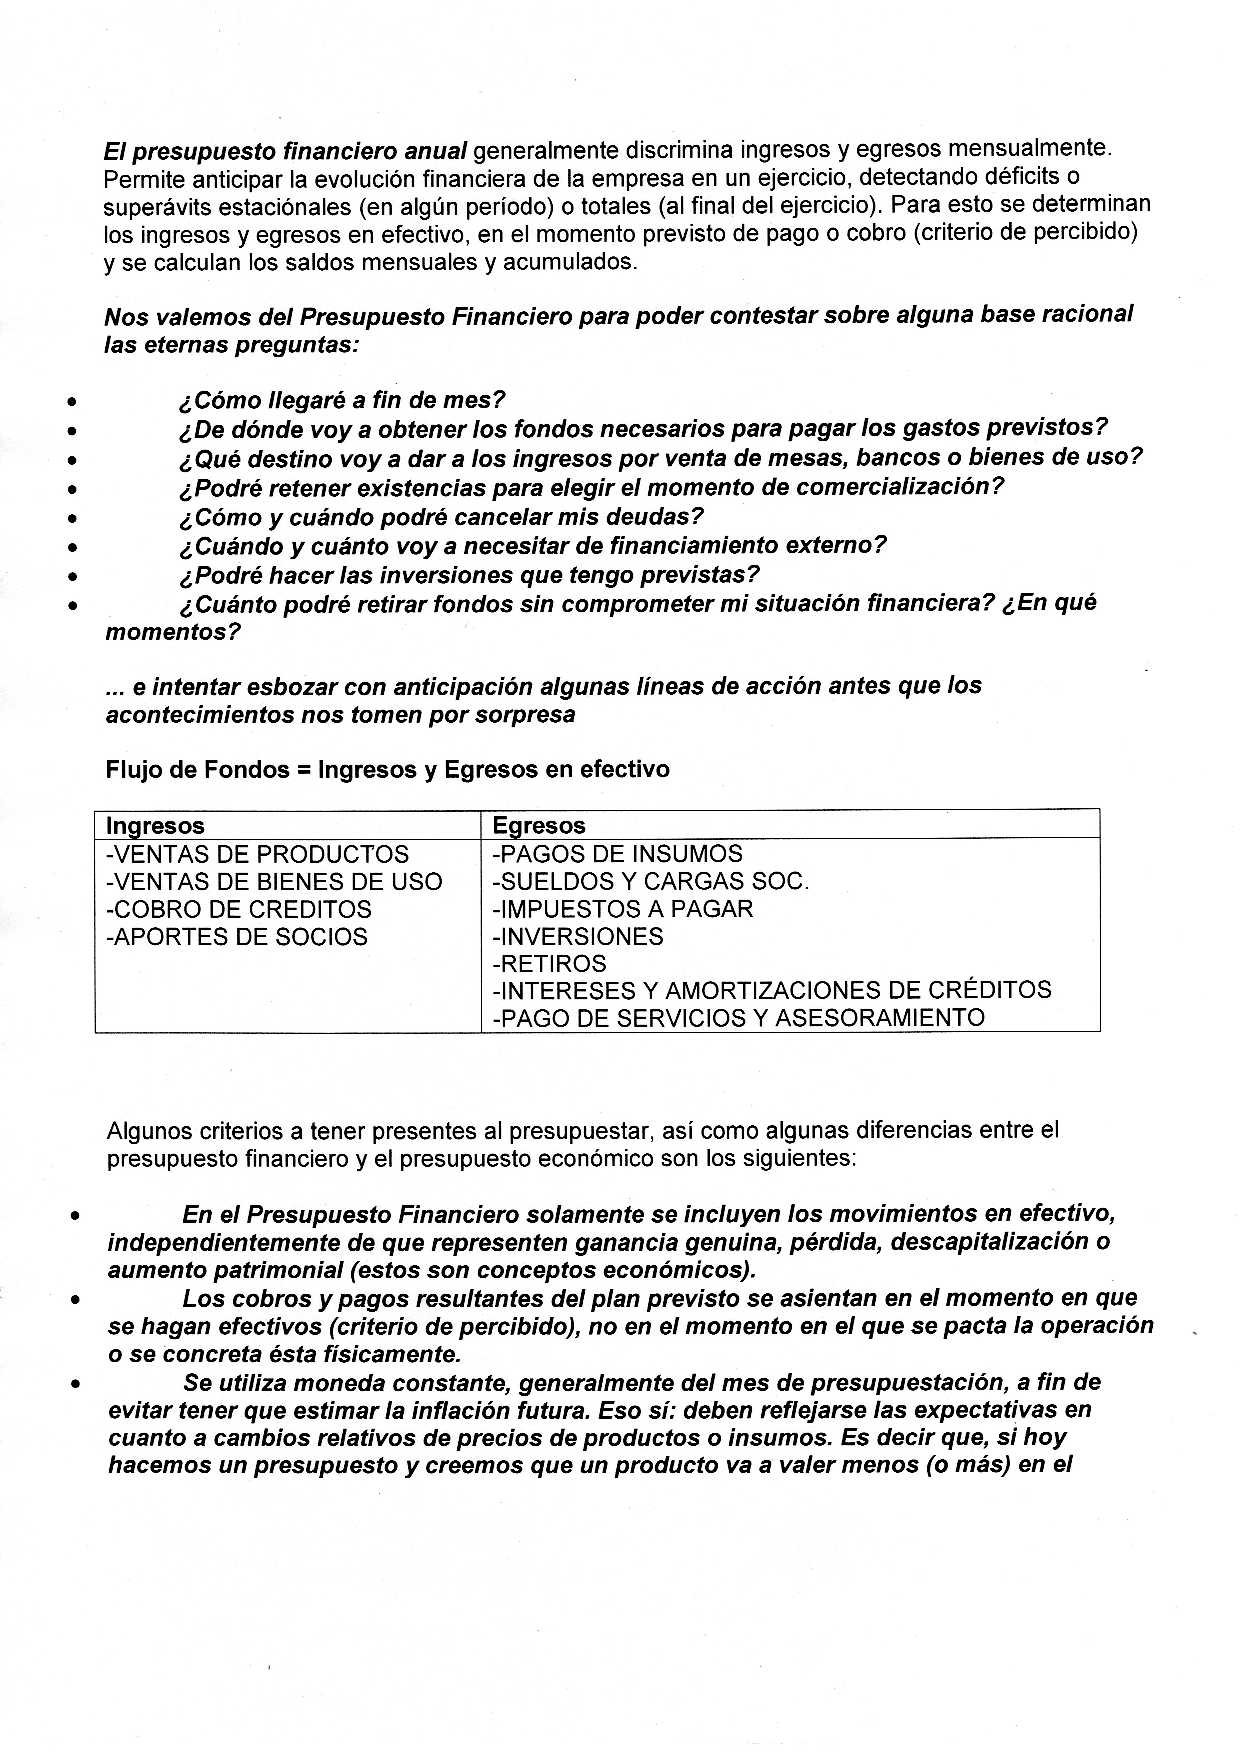 El presupuesto financiero anual generalmente discrimina ingresos y egresos mensualmente.
Permite anticipar la evolución financiera de la empresa en un ejercicio, detectando déficits o
superávits estaciónales (en algún período) o totales (al final del ejercicio). Para esto se determinan
los ingresos y egresos en efectivo, en el momento previsto de pago o cobro (criterio de percibido)
y se calculan los saldos mensuales y acumulados.
Nos valemos del Presupuesto Financiero para poder contestar sobre alguna base racional
las eternas preguntas:
• ¿Cómo llegaré a fin de mes?
• ¿De dónde voy a obtener los fondos necesarios para pagar los gastos previstos?
• ¿Qué destino voy a dar a los ingresos por venta de mesas, bancos o bienes de uso?
• ¿Podré retener existencias para elegir el momento de comercialización?
• ¿Cómo y cuándo podré cancelar mis deudas?
• ¿Cuándo y cuánto voy a necesitar de financiamiento externo?
• ¿Podré hacer las inversiones que tengo previstas?
• ¿Cuánto podré retirar fondos sin comprometer mi situación financiera? ¿En qué
momentos?
... e intentar esbozar con anticipación algunas líneas de acción antes que los
acontecimientos nos tomen por sorpresa
Flujo de Fondos = Ingresos y Egresos en efectivo
Ingresos
-VENTAS DE PRODUCTOS
-VENTAS DE BIENES DE USO
-COBRO DE CREDITOS
-APORTES DE SOCIOS
Egresos
-PAGOS DE INSUMOS
-SUELDOS Y CARGAS SOC.
-IMPUESTOS A PAGAR
-INVERSIONES
-RETIROS
-INTERESES Y AMORTIZACIONES DE CRÉDITOS
-PAGO DE SERVICIOS Y ASESORAMIENTO
Algunos criterios a tener presentes al presupuestar, así como algunas diferencias entre el
presupuesto financiero y el presupuesto económico son los siguientes:
• En el Presupuesto Financiero solamente se incluyen los movimientos en efectivo,
independientemente de que representen ganancia genuina, pérdida, descapitalización o
aumento patrimonial (estos son conceptos económicos).
• Los cobros y pagos resultantes del plan previsto se asientan en el momento en que
se hagan efectivos (criterio de percibido), no en el momento en el que se pacta la operación
o se concreta ésta físicamente.
• Se utiliza moneda constante, generalmente del mes de presupuestación, a fin de
evitar tener que estimar la inflación futura. Eso sí: deben reflejarse las expectativas en
cuanto a cambios relativos de precios de productos o insumos. Es decir que, si hoy
hacemos un presupuesto y creemos que un producto va a valer menos (o más) en el